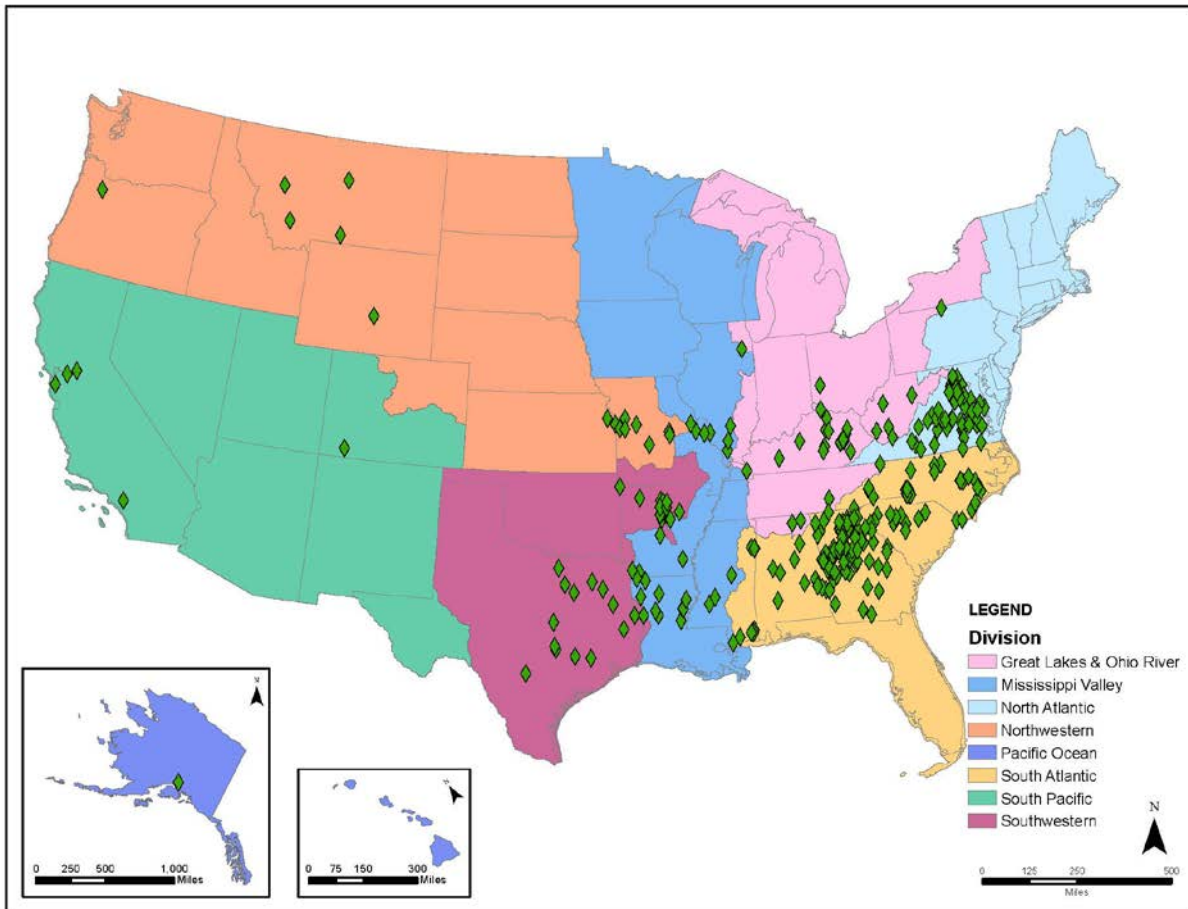 LEGEND
Division
Great Lakes & Ohio River
Mississippi Valley
North Atlantic
Northwestern
Pacific Ocean
South Atlantic
South Pacific
Southwestern
N
0 125 250 500
Miles
N
0 250 500 1,000
Miles
0 75 150 300
Miles